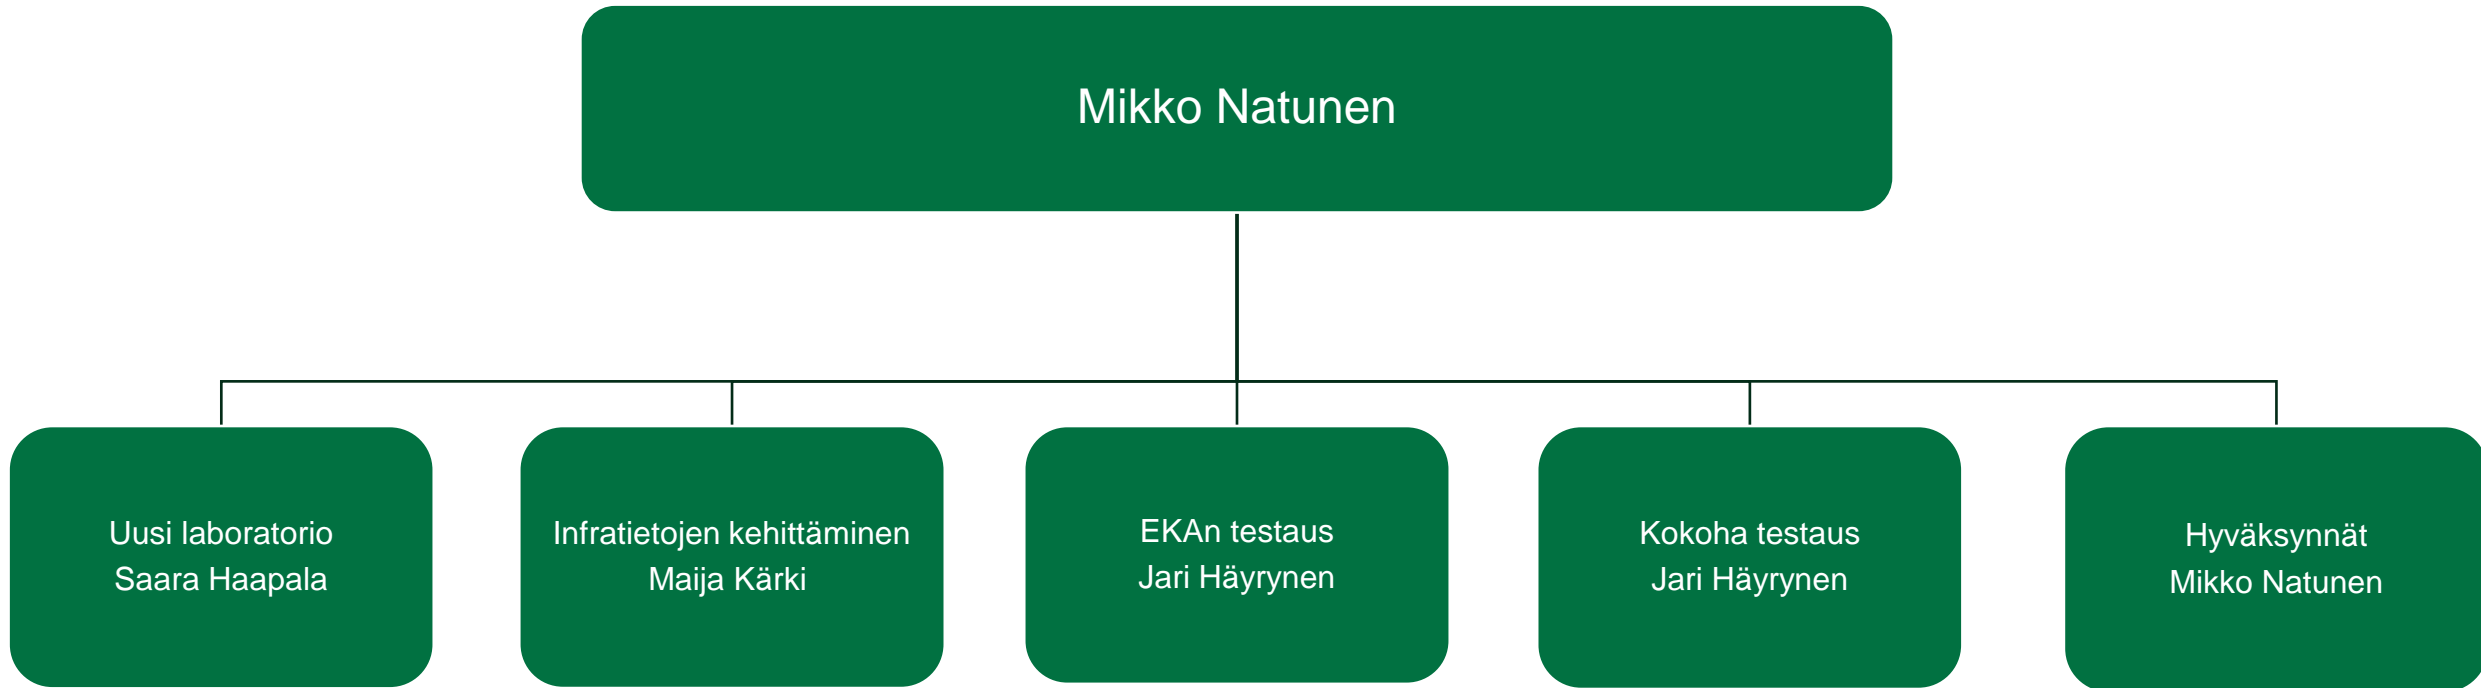 Mikko Natunen
Uusi laboratorio
Saara Haapala
Infratietojen kehittäminen
Maija Kärki
EKAn testaus
Jari Häyrynen
Kokoha testaus
Jari Häyrynen
Hyväksynnät
Mikko Natunen